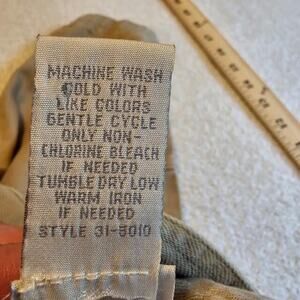 MACHINE WASH
COLD WITH
LIKE COLORS
GENTLE CYCLE
ONLY NON-
CHLORINE BLEACH
IF NEEDED
TUMBLE DRY LOW
WARM IRON
IF NEEDED
STYLE 31-5010